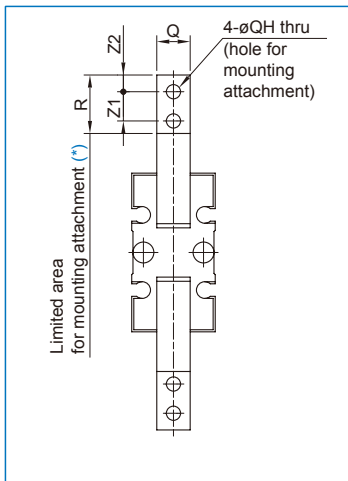 Q
4-øQH thru
(hole for
mounting
attachment)
Z2
R
Z1
Limited area
for mounting attachment (*)